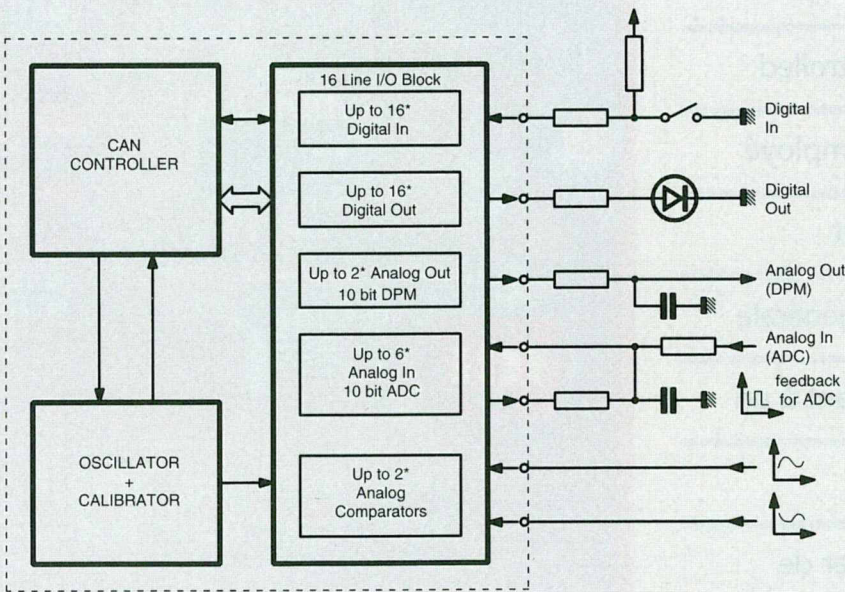 trolled
mploye
16 Line I/O Block
Up to 16*
Digital In
Digital
In
CAN
CONTROLLER
Up to 16*
Digital Out
Digital
Out
Up to 2* Analog Out
10 bit DPM
Analog Out
(DPM)
Up to 6*
Analog In
10 bit ADC
Analog In
(ADC)
feedback
for ADC
OSCILLATOR
+
CALIBRATOR
Up to 2*
Analog
Comparators